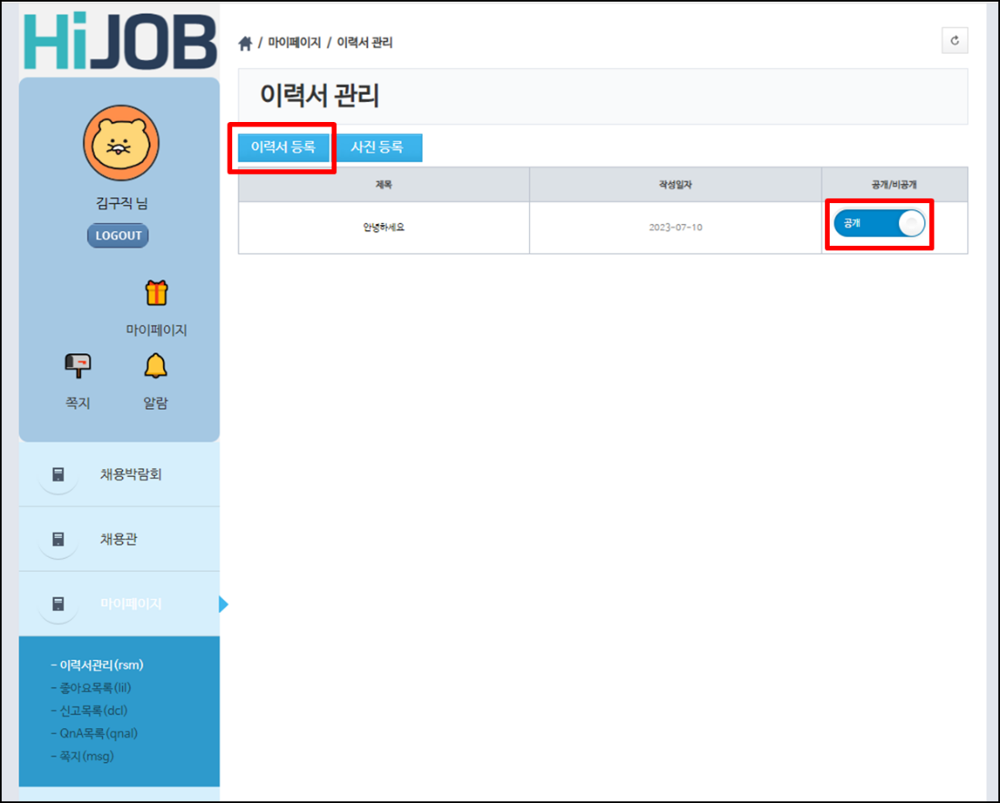 HiJOB
김구직 님
LOGOUT
마이페이지
쪽지 알람
채용박람회
채용관
마이페이지
- 이력서관리(rsm)
- 좋아요목록(lil)
- 신고목록(dcl)
- QnA목록(qnal)
- 쪽지(msg)
/ 마이페이지 / 이력서 관리
이력서 관리
이력서 등록 사진 등록
제목 작성일자 공개/비공개
안녕하세요 2023-07-10 공개